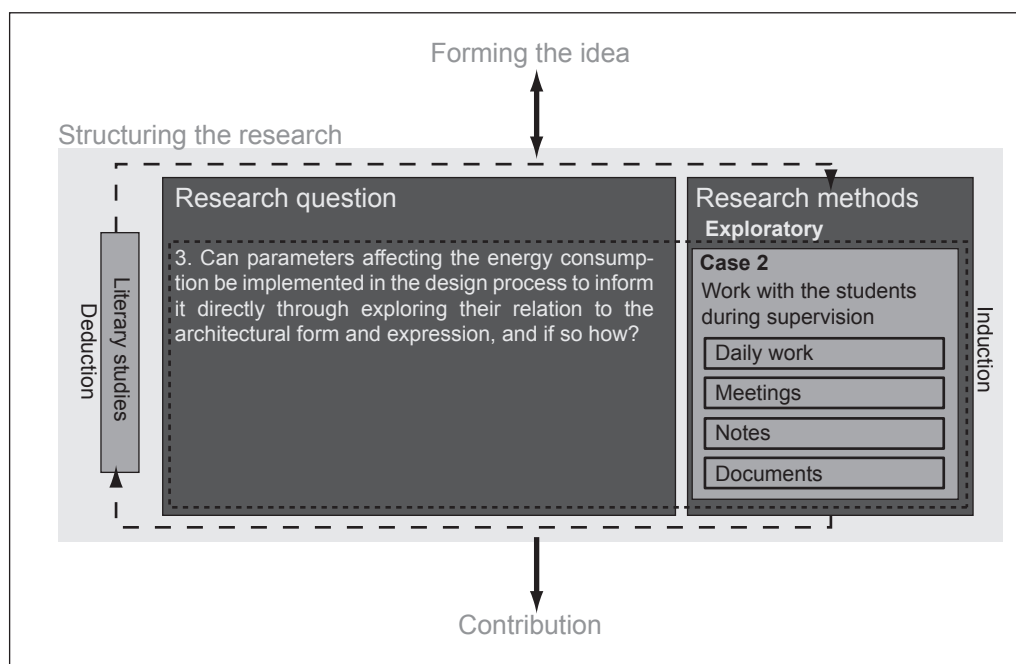 Forming the idea
Structuring the research
Deduction
Literary studies
Research question
3. Can parameters affecting the energy consump-
tion be implemented in the design process to inform
it directly through exploring their relation to the
architectural form and expression, and if so how?
Research methods
Exploratory
Case 2
Work with the students
during supervision
Daily work
Meetings
Notes
Documents
Induction
Contribution